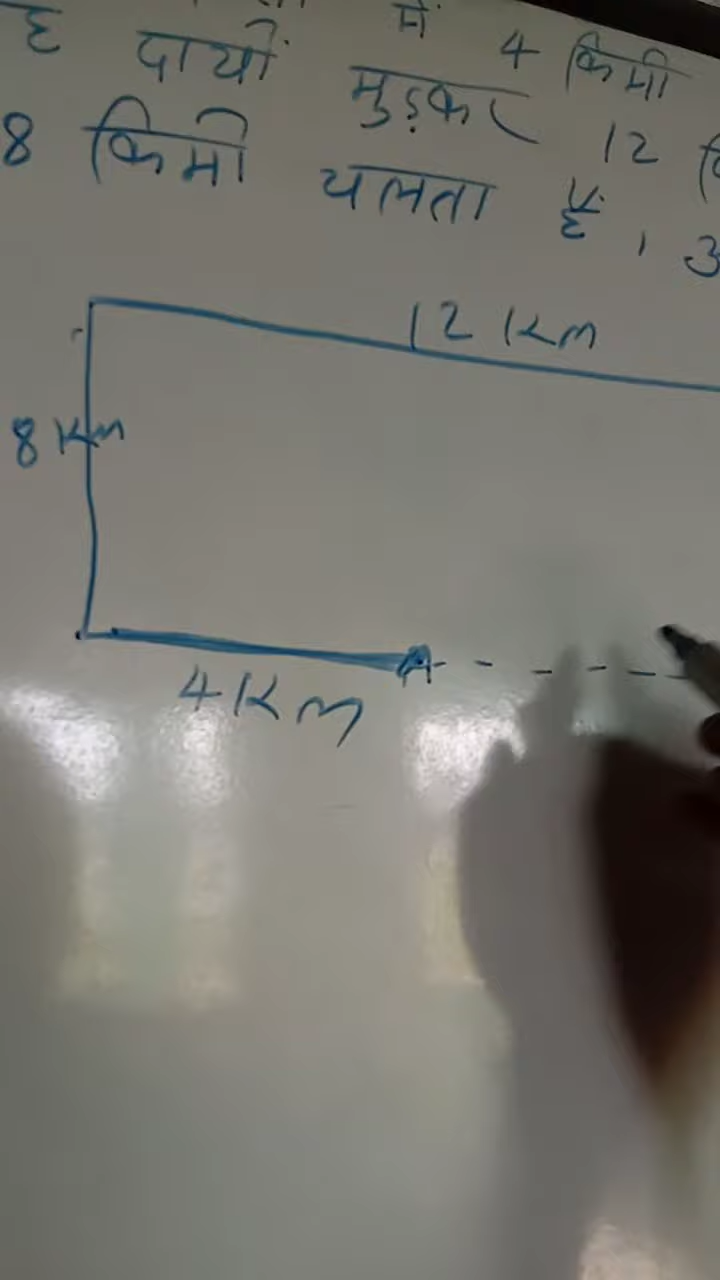 में 4 किमी
है दायीं मुड़कर 12
8 किमी चलता है,
12 Km
8 Km
A
4 Km